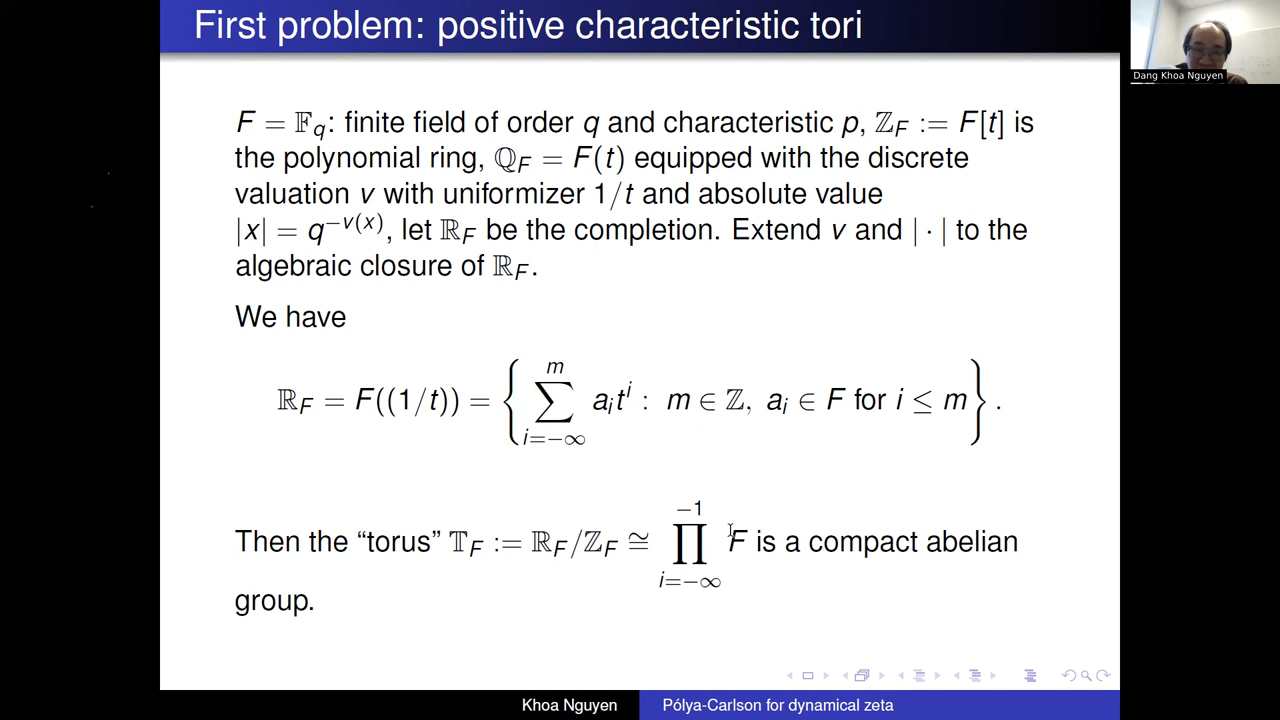 First problem: positive characteristic tori
Dang Khoa Nguyen
F = 𝔽_q: finite field of order q and characteristic p, ℤ_F := F[t] is
the polynomial ring, ℚ_F = F(t) equipped with the discrete
valuation v with uniformizer 1/t and absolute value
|x| = q^{−v(x)}, let ℝ_F be the completion. Extend v and | · | to the
algebraic closure of ℝ_F.
We have
ℝ_F = F((1/t)) = { ∑_{i=−∞}^{m} a_i t^i : m ∈ ℤ, a_i ∈ F for i ≤ m } .
Then the “torus” 𝕋_F := ℝ_F/ℤ_F ≅ ∏_{i=−∞}^{−1} F is a compact abelian
group.
Khoa Nguyen
Pólya-Carlson for dynamical zeta